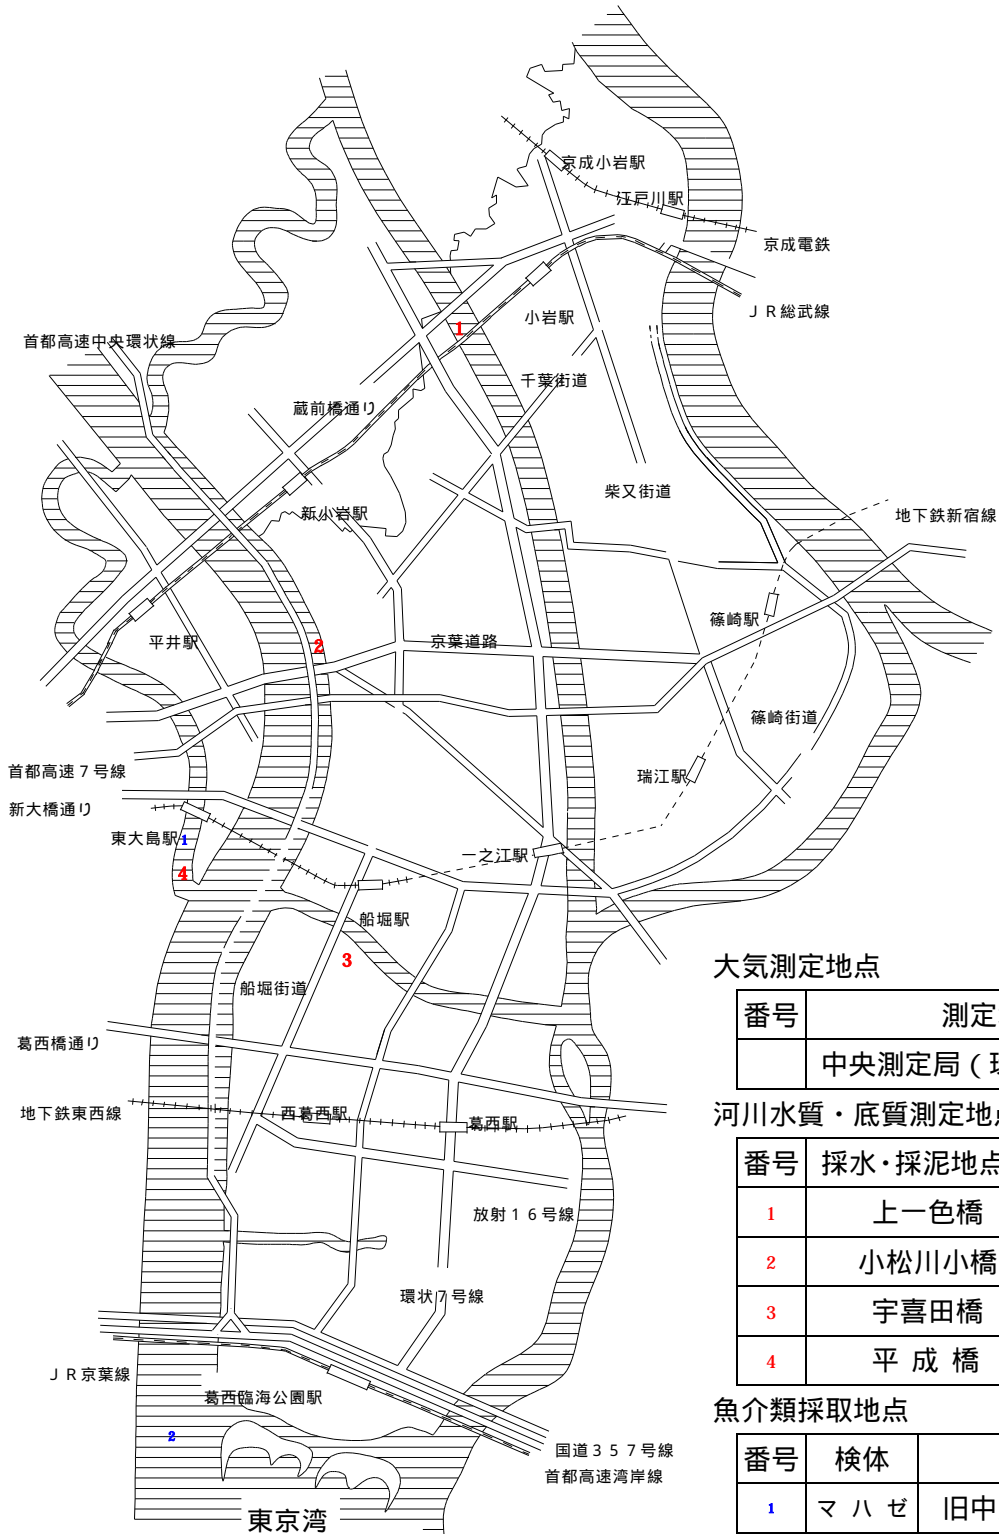 京成小岩駅
江戸川駅
京成電鉄
ＪＲ総武線
小岩駅
1
首都高速中央環状線
千葉街道
蔵前橋通り
柴又街道
新小岩駅
地下鉄新宿線
篠崎駅
平井駅
2
京葉道路
篠崎街道
首都高速７号線
瑞江駅
新大橋通り
東大島駅
1
一之江駅
4
船堀駅
3
船堀街道
葛西橋通り
地下鉄東西線
西葛西駅
葛西駅
放射１６号線
環状７号線
ＪＲ京葉線
葛西臨海公園駅
2
国道３５７号線
首都高速湾岸線
東京湾
大気測定地点
番号 測定
中央測定局（
河川水質・底質測定地点
番号 採水・採泥地点
1 上一色橋
2 小松川小橋
3 宇喜田橋
4 平成橋
魚介類採取地点
番号 検体
1 マハゼ 旧中